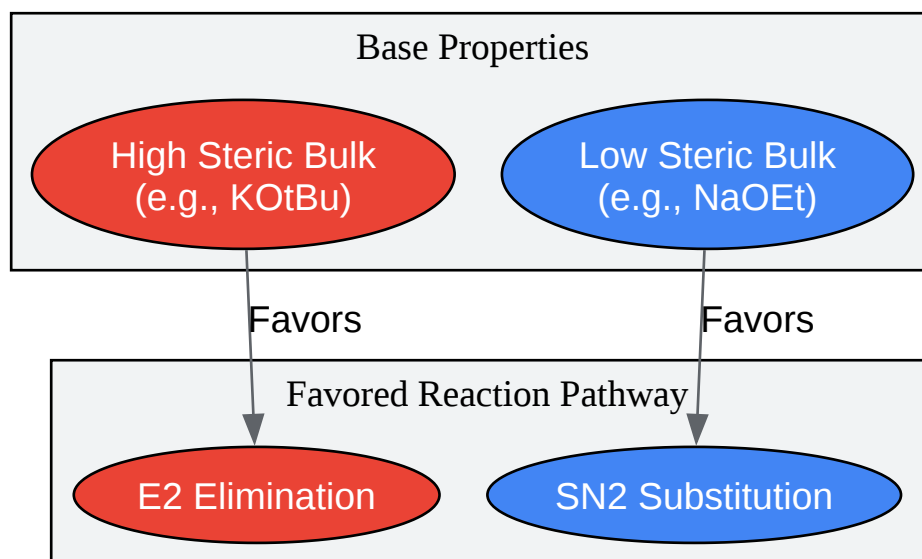 Base Properties
High Steric Bulk
(e.g., KOtBu)
Low Steric Bulk
(e.g., NaOEt)
Favors
Favors
Favored Reaction Pathway
E2 Elimination
SN2 Substitution